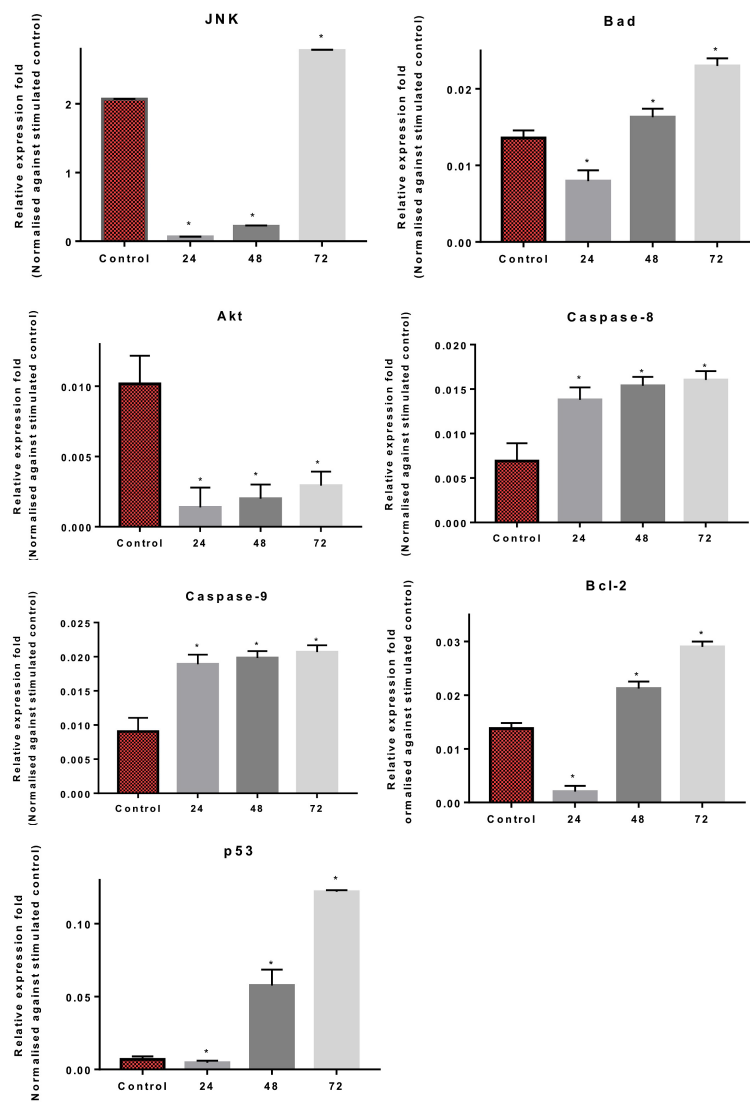 JNK
Relative expression fold
(Normalised against stimulated control)
2
1
0
*
*
*
Control 24 48 72
Bad
Relative expression fold
(Normalised against stimulated control)
0.02
0.01
0.00
*
*
*
Control 24 48 72
Akt
Relative expression fold
(Normalised against stimulated control)
0.010
0.005
0.000
*
*
*
Control 24 48 72
Caspase-8
Relative expression fold
(Normalised against stimulated control)
0.020
0.015
0.010
0.005
0.000
*
*
*
Control 24 48 72
Caspase-9
Relative expression fold
(Normalised against stimulated control)
0.025
0.020
0.015
0.010
0.005
0.000
*
*
*
Control 24 48 72
Bcl-2
Relative expression fold
ormalised against stimulated control)
0.03
0.02
0.01
0.00
*
*
*
Control 24 48 72
p53
Relative expression fold
Normalised against stimulated control)
0.10
0.05
0.00
*
*
*
Control 24 48 72